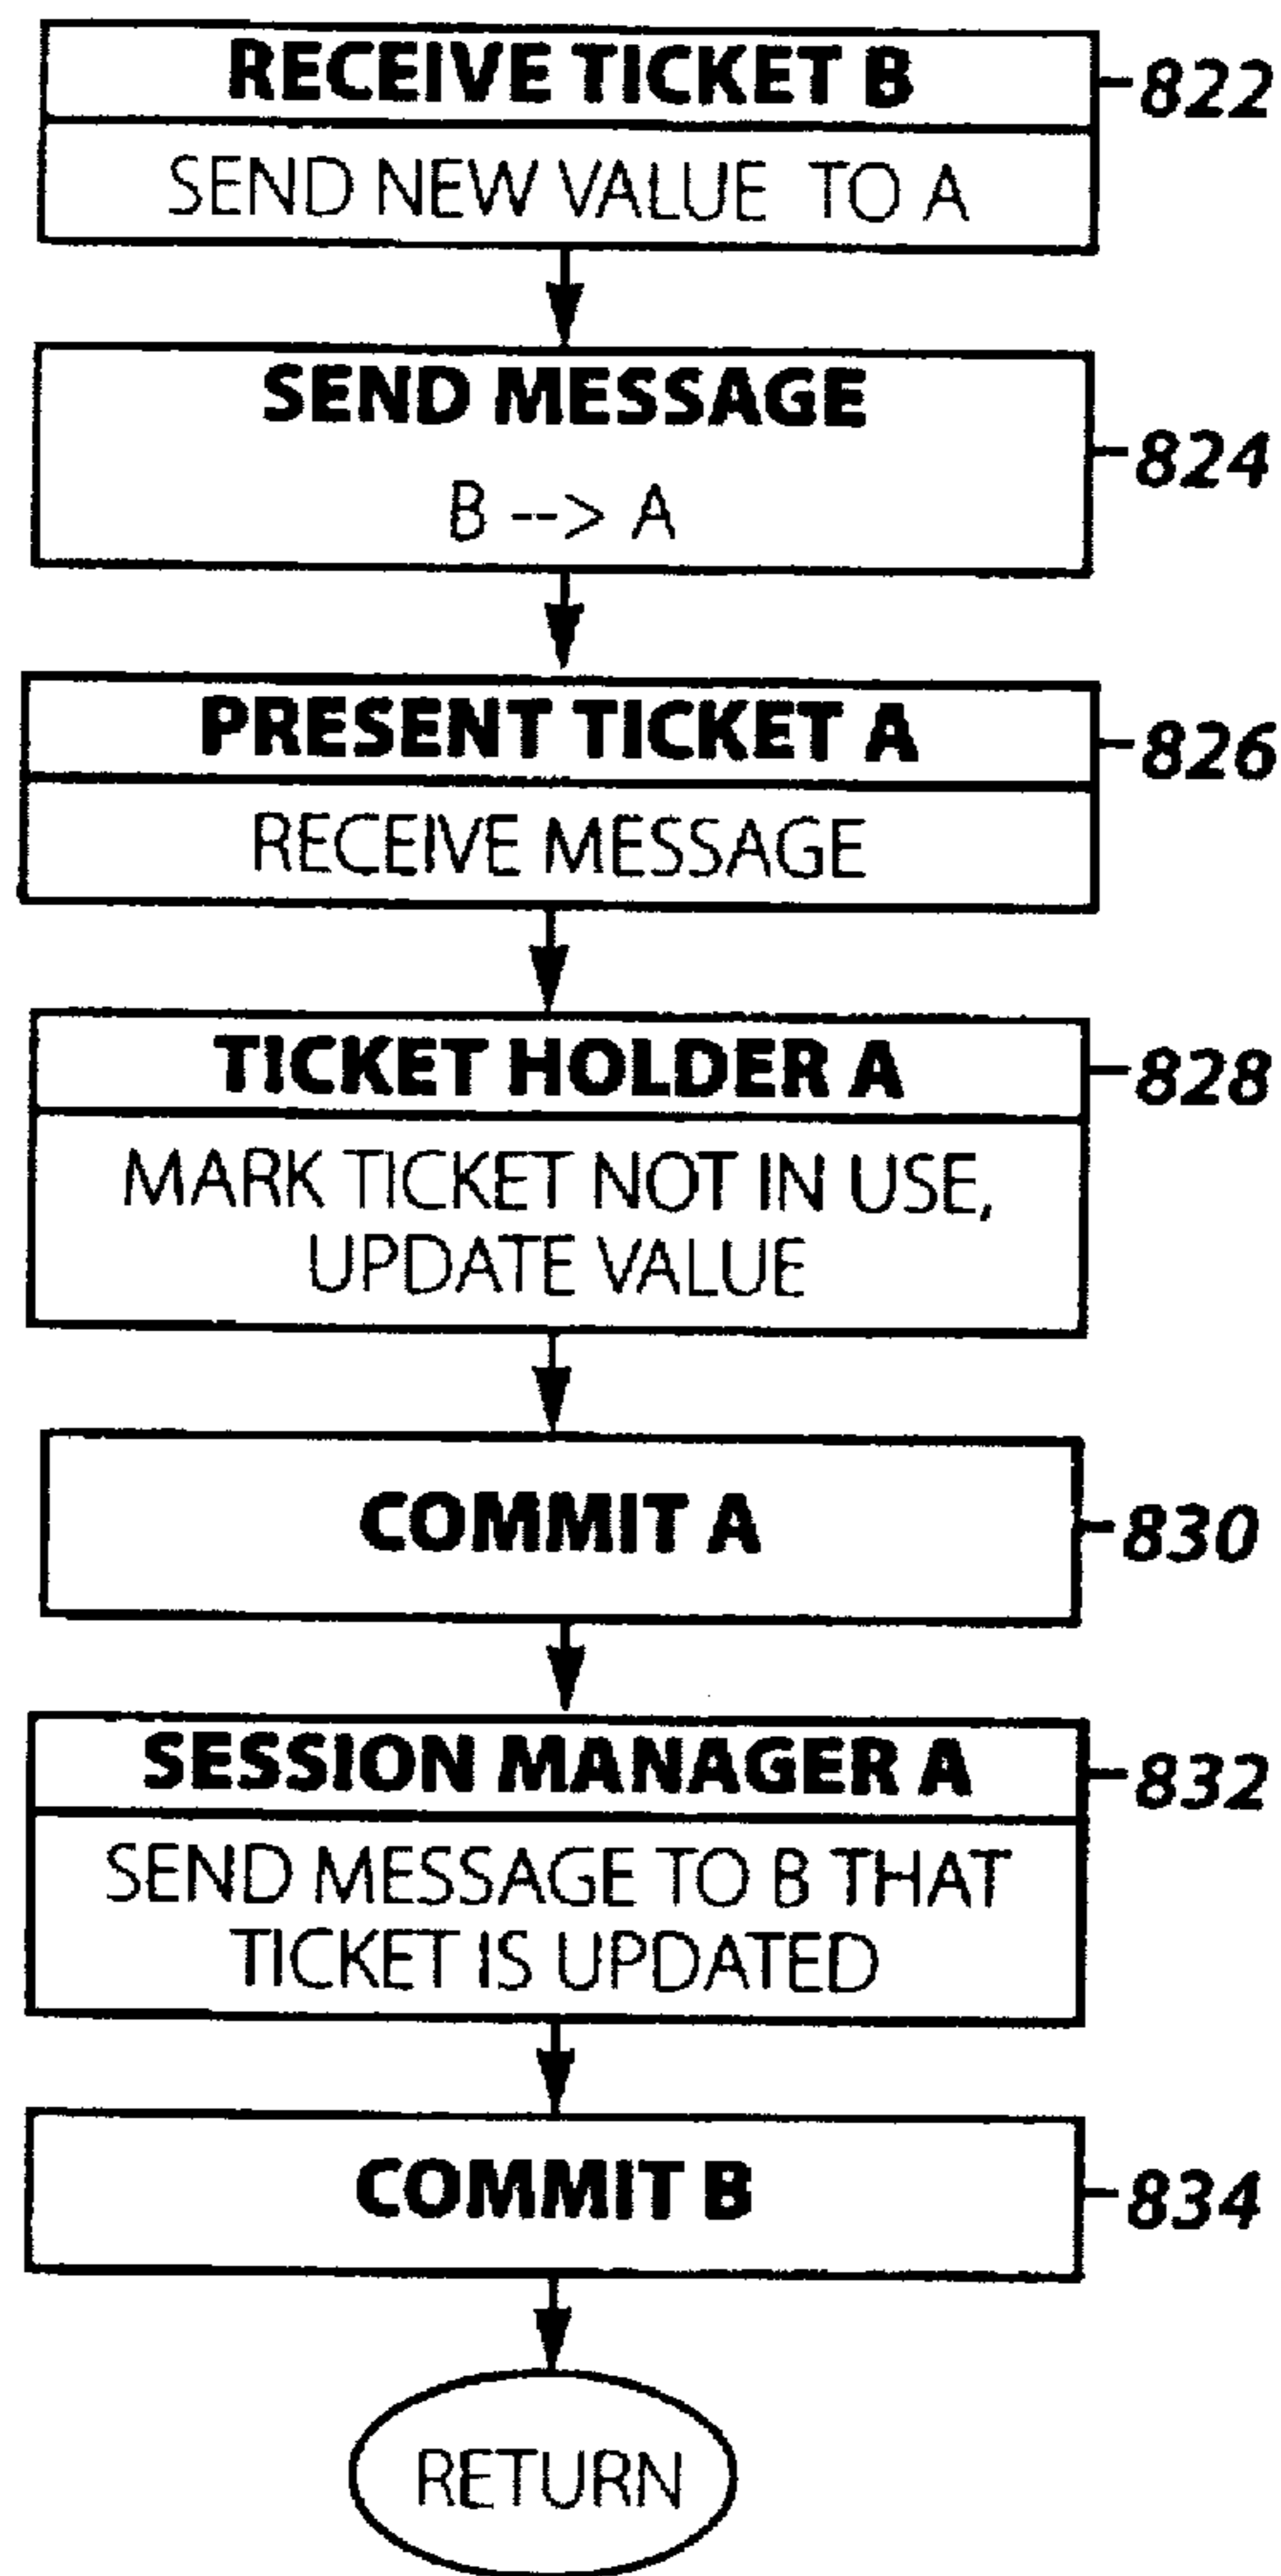 RECEIVE TICKET B
822
SEND NEW VALUE TO A
SEND MESSAGE
824
B --> A
PRESENT TICKET A
826
RECEIVE MESSAGE
TICKET HOLDER A
828
MARK TICKET NOT IN USE,
UPDATE VALUE
COMMIT A
830
SESSION MANAGER A
832
SEND MESSAGE TO B THAT
TICKET IS UPDATED
COMMIT B
834
RETURN